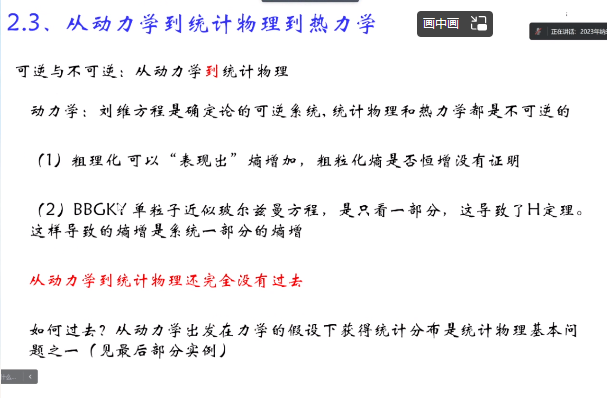 2.3、从动力学到统计物理到热力学
画中画
正在讲话: 2023年纳
可逆与不可逆：从动力学到统计物理
动力学：刘维方程是确定论的可逆系统,统计物理和热力学都是不可逆的
（1）粗理化 可以“表现出”熵增加，粗粒化熵是否恒增没有证明
（2）BBGKY 单粒子近似玻尔兹曼方程，是只看一部分，这导致了H定理。
这样导致的熵增是系统一部分的熵增
从动力学到统计物理还完全没有过去
如何过去？从动力学出发在力学的假设下获得统计分布是统计物理基本问
题之一（见最后部分实例）
什么...